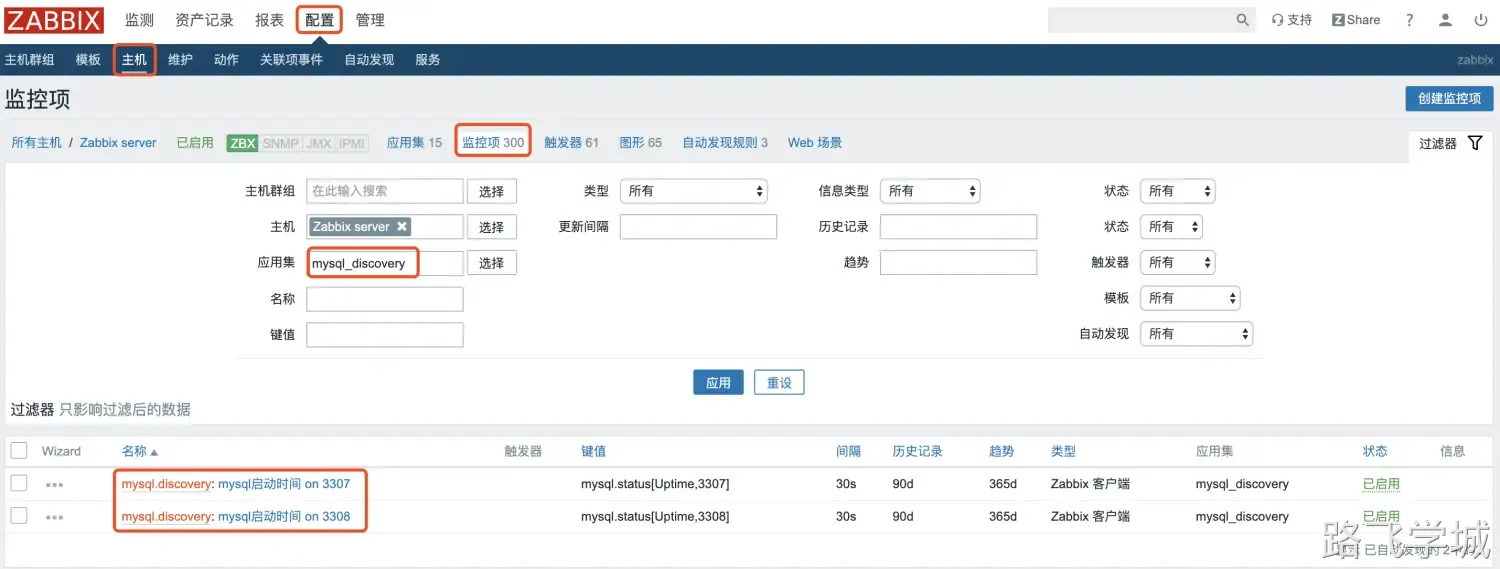 ZABBIX 监测 资产记录 报表 配置 管理 支持 Z Share ?
主机群组 模板 主机 维护 动作 关联项事件 自动发现 服务 zabbix
监控项 创建监控项
所有主机 / Zabbix server 已启用 ZBX SNMP JMX IPMI 应用集 15 监控项 300 触发器 61 图形 65 自动发现规则 3 Web 场景 过滤器
主机群组 在此输入搜索 选择 类型 所有 信息类型 所有 状态 所有
主机 Zabbix server 选择 更新间隔 历史记录 状态 所有
应用集 mysql_discovery 选择 趋势 触发器 所有
名称 模板 所有
键值 自动发现 所有
应用 重设
过滤器 只影响过滤后的数据
Wizard 名称 触发器 键值 间隔 历史记录 趋势 类型 应用集 状态 信息
mysql.discovery: mysql启动时间 on 3307 mysql.status[Uptime,3307] 30s 90d 365d Zabbix 客户端 mysql_discovery 已启用
mysql.discovery: mysql启动时间 on 3308 mysql.status[Uptime,3308] 30s 90d 365d Zabbix 客户端 mysql_discovery 已启用
路飞学城